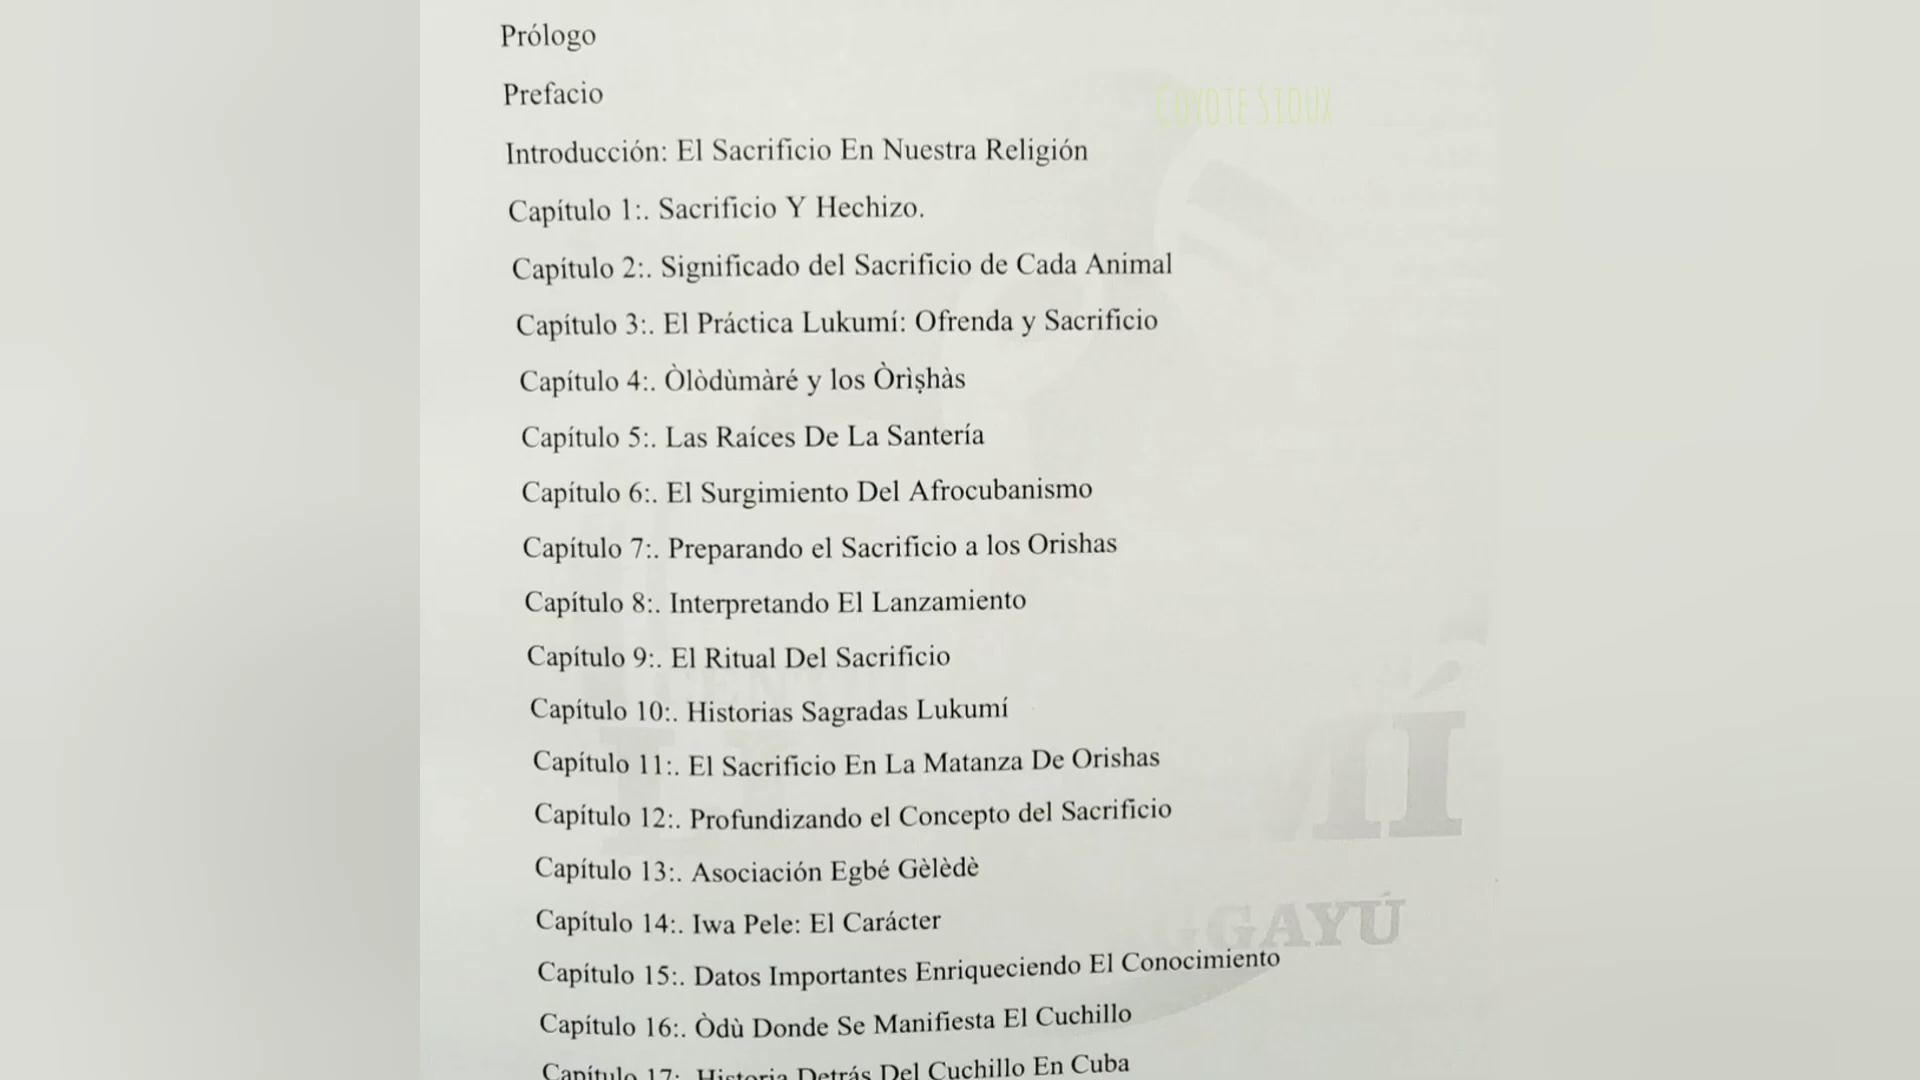 Prólogo
Prefacio
COYOTE SIOUX
Introducción: El Sacrificio En Nuestra Religión
Capítulo 1:. Sacrificio Y Hechizo.
Capítulo 2:. Significado del Sacrificio de Cada Animal
Capítulo 3:. El Práctica Lukumí: Ofrenda y Sacrificio
Capítulo 4:. Òlòdùmàré y los Òrìṣhàs
Capítulo 5:. Las Raíces De La Santería
Capítulo 6:. El Surgimiento Del Afrocubanismo
Capítulo 7:. Preparando el Sacrificio a los Orishas
Capítulo 8:. Interpretando El Lanzamiento
Capítulo 9:. El Ritual Del Sacrificio
Capítulo 10:. Historias Sagradas Lukumí
Capítulo 11:. El Sacrificio En La Matanza De Orishas
Capítulo 12:. Profundizando el Concepto del Sacrificio
Capítulo 13:. Asociación Egbé Gèlèdè
Capítulo 14:. Iwa Pele: El Carácter
Capítulo 15:. Datos Importantes Enriqueciendo El Conocimiento
Capítulo 16:. Òdù Donde Se Manifiesta El Cuchillo
Capítulo 17:. Historia Detrás Del Cuchillo En Cuba